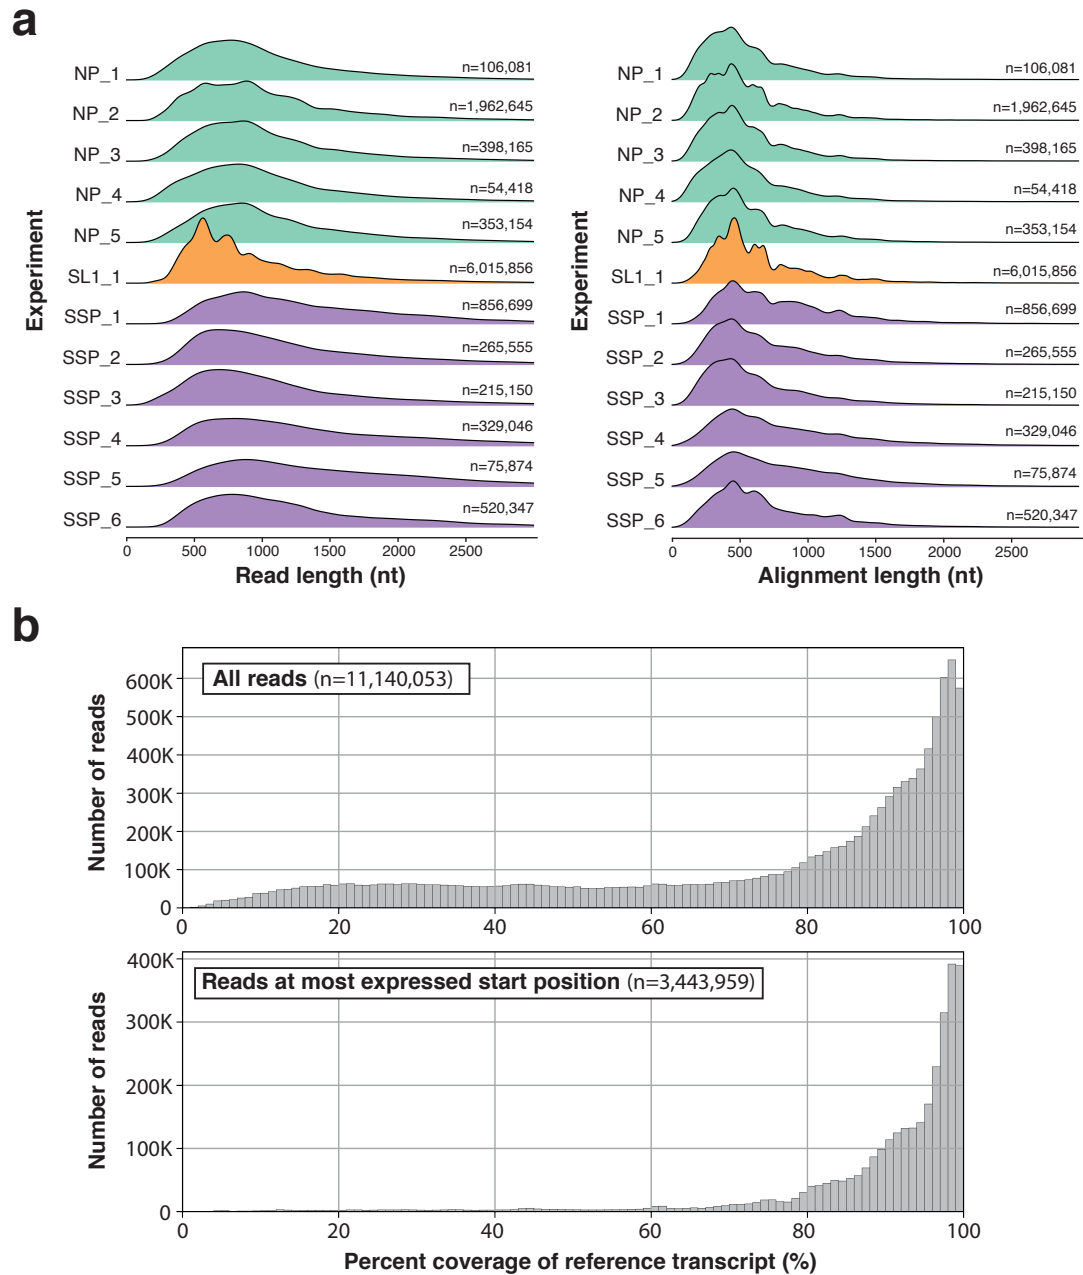 a
Experiment
NP_1
n=106,081
NP_2
n=1,962,645
NP_3
n=398,165
NP_4
n=54,418
NP_5
n=353,154
SL1_1
n=6,015,856
SSP_1
n=856,699
SSP_2
n=265,555
SSP_3
n=215,150
SSP_4
n=329,046
SSP_5
n=75,874
SSP_6
n=520,347
0 500 1000 1500 2000 2500
Read length (nt)
Experiment
NP_1
n=106,081
NP_2
n=1,962,645
NP_3
n=398,165
NP_4
n=54,418
NP_5
n=353,154
SL1_1
n=6,015,856
SSP_1
n=856,699
SSP_2
n=265,555
SSP_3
n=215,150
SSP_4
n=329,046
SSP_5
n=75,874
SSP_6
n=520,347
0 500 1000 1500 2000 2500
Alignment length (nt)
b
Number of reads
All reads (n=11,140,053)
600K
500K
400K
300K
200K
100K
0
0 20 40 60 80 100
Number of reads
Reads at most expressed start position (n=3,443,959)
400K
300K
200K
100K
0
0 20 40 60 80 100
Percent coverage of reference transcript (%)